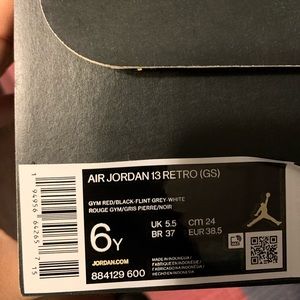 AIR JORDAN 13 RETRO (GS)
GYM RED/BLACK-FLINT GREY-WHITE
ROUGE GYM/GRIS PIERRE/NOIR
6Y
UK 5.5 CM 24
BR 37 EUR 38.5
JORDAN.COM
884129 600
MADE IN INDONESIA